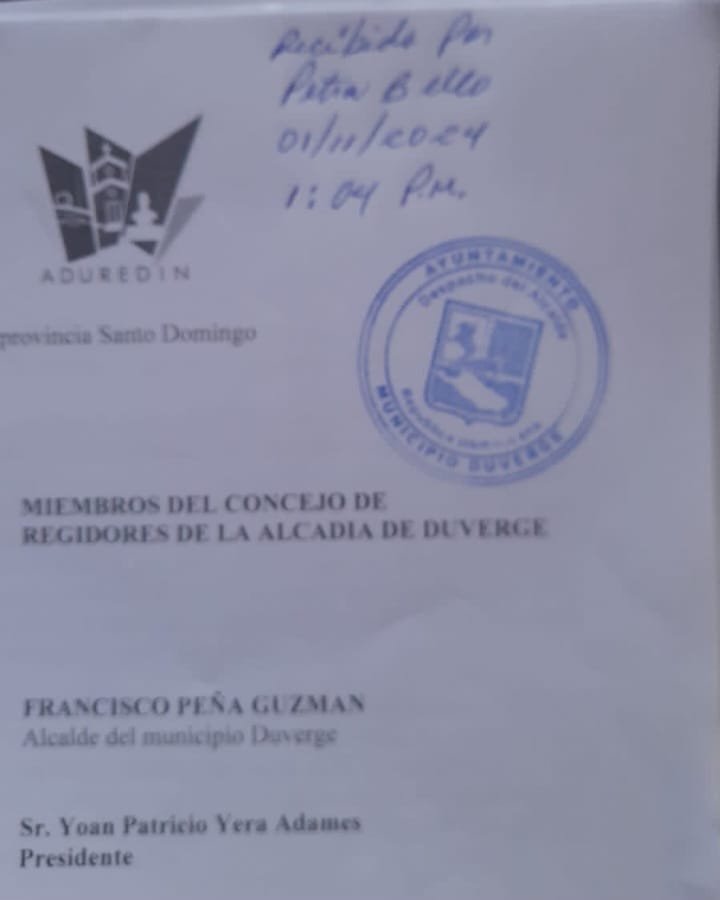 Recibido Por
Petra Bello
01/11/2024
1:04 P.M.
ADUREDIN
provincia Santo Domingo
AYUNTAMIENTO
Despacho del Alcalde
República
MUNICIPIO DUVERGE
MIEMBROS DEL CONCEJO DE
REGIDORES DE LA ALCADIA DE DUVERGE
FRANCISCO PEÑA GUZMAN
Alcalde del municipio Duverge
Sr. Yoan Patricio Yera Adames
Presidente